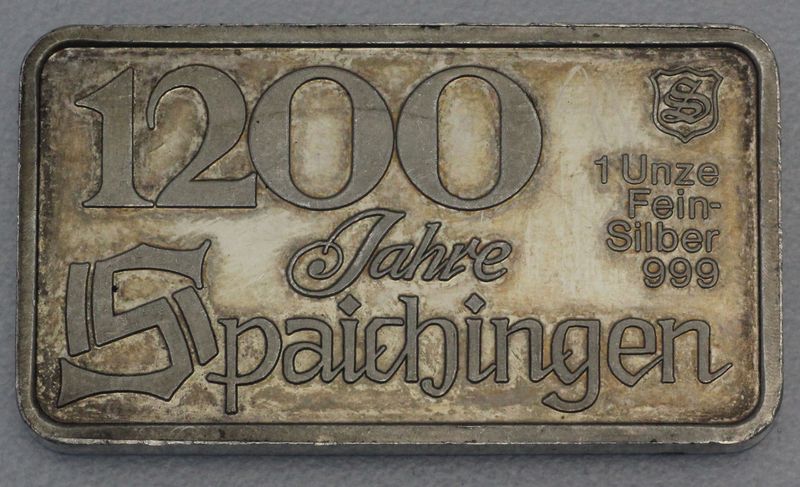 1200
Jahre
Spaichingen
S
1 Unze
Fein-
Silber
999